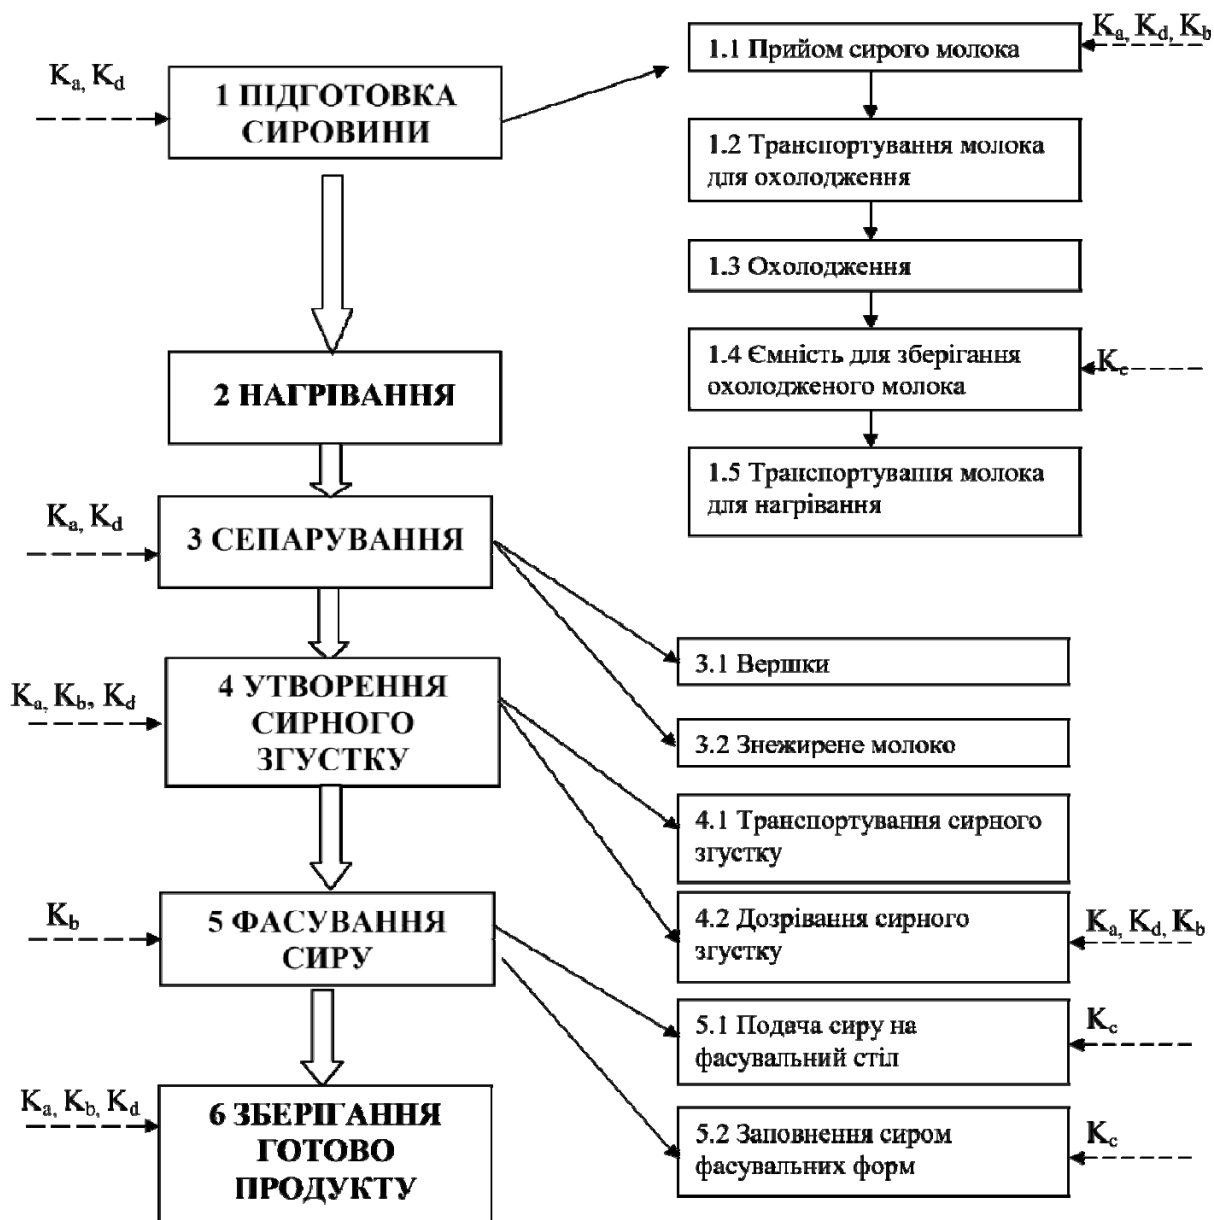 Ka, Kd
1 ПІДГОТОВКА
СИРОВИНИ
2 НАГРІВАННЯ
Ka, Kd
3 СЕПАРУВАННЯ
Ka, Kb, Kd
4 УТВОРЕННЯ
СИРНОГО
ЗГУСТКУ
Kb
5 ФАСУВАННЯ
СИРУ
Ka, Kb, Kd
6 ЗБЕРІГАННЯ
ГОТОВО
ПРОДУКТУ
1.1 Прийом сирого молока
Ka, Kd, Kb
1.2 Транспортування молока
для охолодження
1.3 Охолодження
1.4 Ємність для зберігання
охолодженого молока
Kc
1.5 Транспортування молока
для нагрівання
3.1 Вершки
3.2 Знежирене молоко
4.1 Транспортування сирного
згустку
4.2 Дозрівання сирного
згустку
Ka, Kd, Kb
5.1 Подача сиру на
фасувальний стіл
Kc
5.2 Заповнення сиром
фасувальних форм
Kc